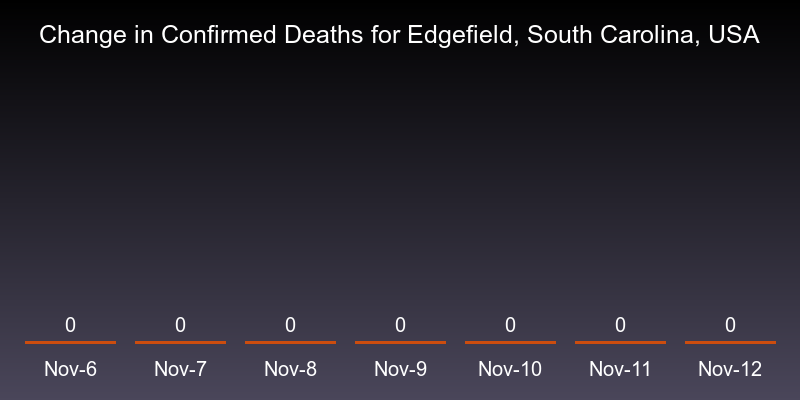 Change in Confirmed Deaths for Edgefield, South Carolina, USA
0 0 0 0 0 0 0
Nov-6 Nov-7 Nov-8 Nov-9 Nov-10 Nov-11 Nov-12